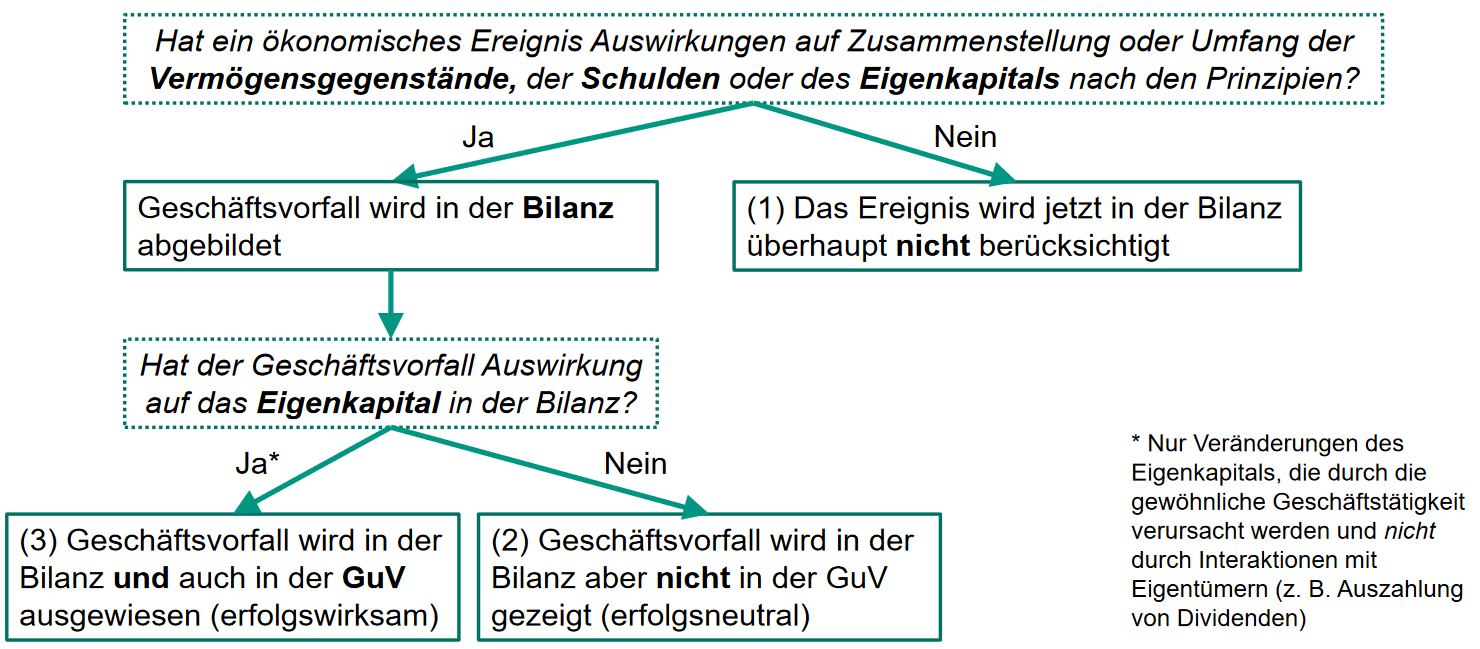 Hat ein ökonomisches Ereignis Auswirkungen auf Zusammenstellung oder Umfang der
Vermögensgegenstände, der Schulden oder des Eigenkapitals nach den Prinzipien?
Ja
Nein
Geschäftsvorfall wird in der Bilanz
abgebildet
(1) Das Ereignis wird jetzt in der Bilanz
überhaupt nicht berücksichtigt
Hat der Geschäftsvorfall Auswirkung
auf das Eigenkapital in der Bilanz?
Ja*
Nein
(3) Geschäftsvorfall wird in der
Bilanz und auch in der GuV
ausgewiesen (erfolgswirksam)
(2) Geschäftsvorfall wird in der
Bilanz aber nicht in der GuV
gezeigt (erfolgsneutral)
* Nur Veränderungen des
Eigenkapitals, die durch die
gewöhnliche Geschäftstätigkeit
verursacht werden und nicht
durch Interaktionen mit
Eigentümern (z. B. Auszahlung
von Dividenden)